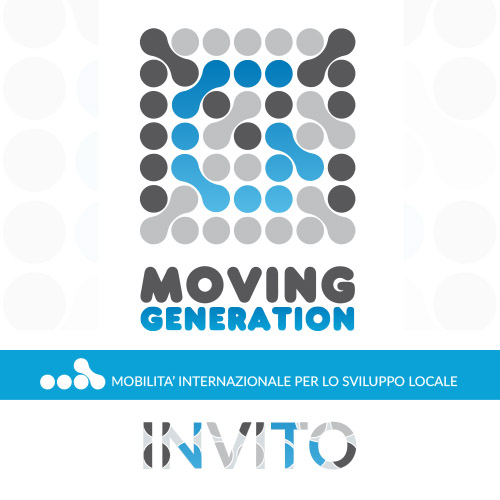 MOVING
GENERATION
MOBILITA' INTERNAZIONALE PER LO SVILUPPO LOCALE
INVITO